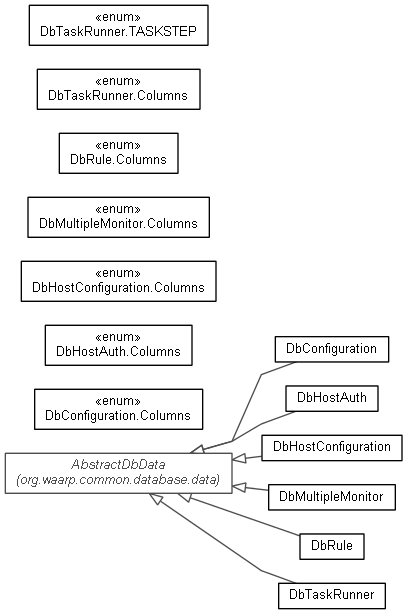 «enum»
DbTaskRunner.TASKSTEP
«enum»
DbTaskRunner.Columns
«enum»
DbRule.Columns
«enum»
DbMultipleMonitor.Columns
«enum»
DbHostConfiguration.Columns
«enum»
DbHostAuth.Columns
«enum»
DbConfiguration.Columns
AbstractDbData
(org.waarp.common.database.data)
DbConfiguration
DbHostAuth
DbHostConfiguration
DbMultipleMonitor
DbRule
DbTaskRunner